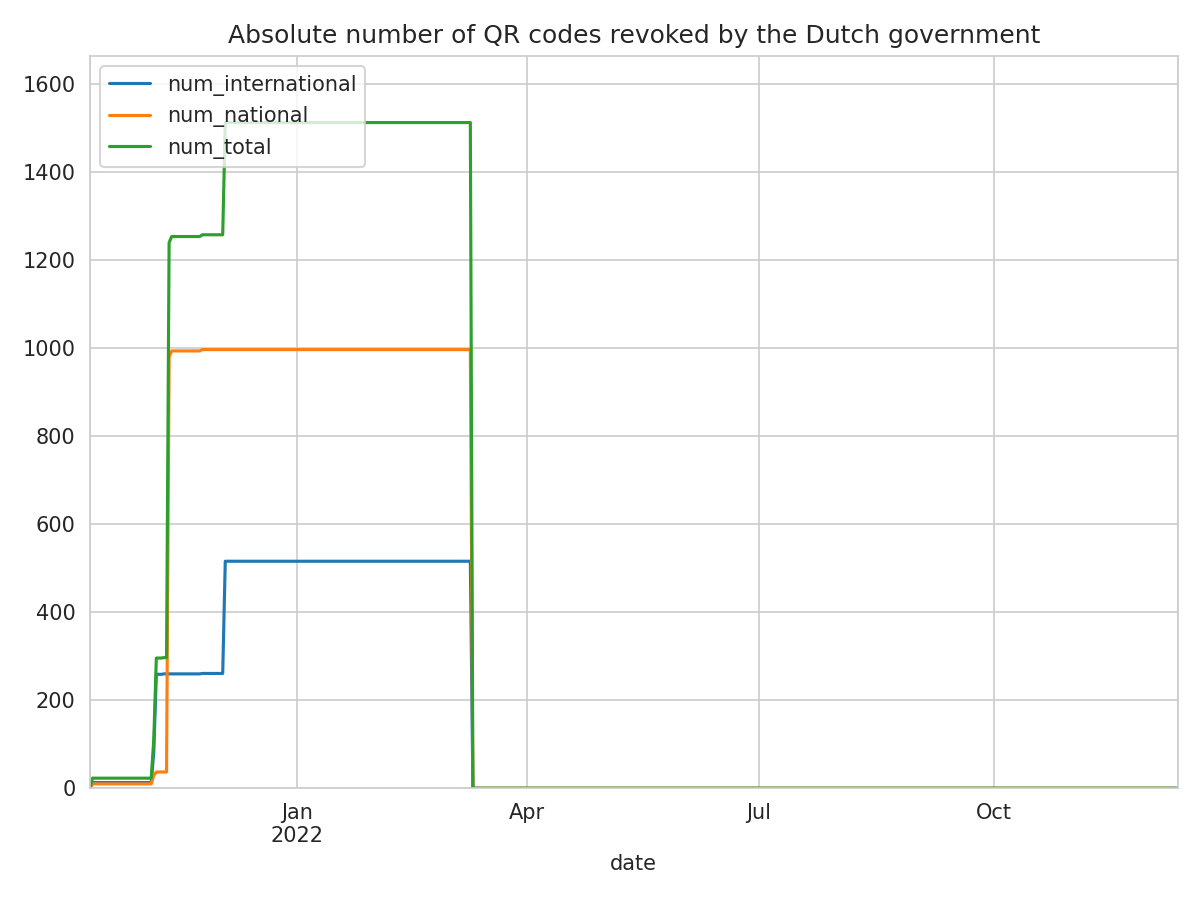 Absolute number of QR codes revoked by the Dutch government
num_international
num_national
num_total
1600
1400
1200
1000
800
600
400
200
0
Jan
2022
Apr
Jul
Oct
date